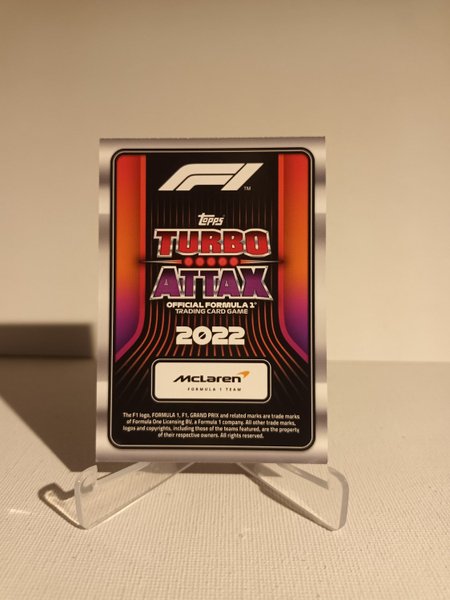 F1
TM
Topps
TURBO
ATTAX
OFFICIAL FORMULA 1®
TRADING CARD GAME
2022
McLaren
FORMULA 1 TEAM
The F1 logo, FORMULA 1, F1, GRAND PRIX and related marks are trade marks
of Formula One Licensing BV, a Formula 1 company. All other trade marks,
logos and copyrights, including those of the teams featured, are the property
of their respective owners. All rights reserved.